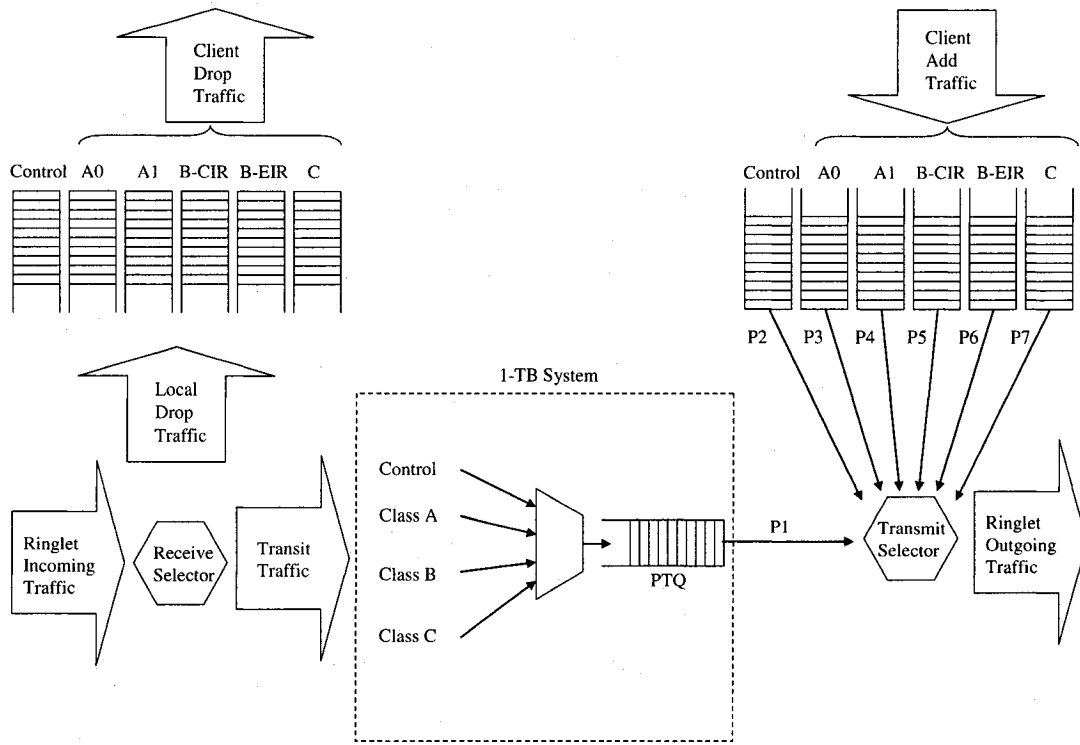 Client
Drop
Traffic
Client
Add
Traffic
Control A0 A1 B-CIR B-EIR C
Control A0 A1 B-CIR B-EIR C
P2 P3 P4 P5 P6 P7
Local
Drop
Traffic
1-TB System
Control
Class A
Class B
Class C
PTQ
P1
Ringlet
Incoming
Traffic
Receive
Selector
Transit
Traffic
Transmit
Selector
Ringlet
Outgoing
Traffic